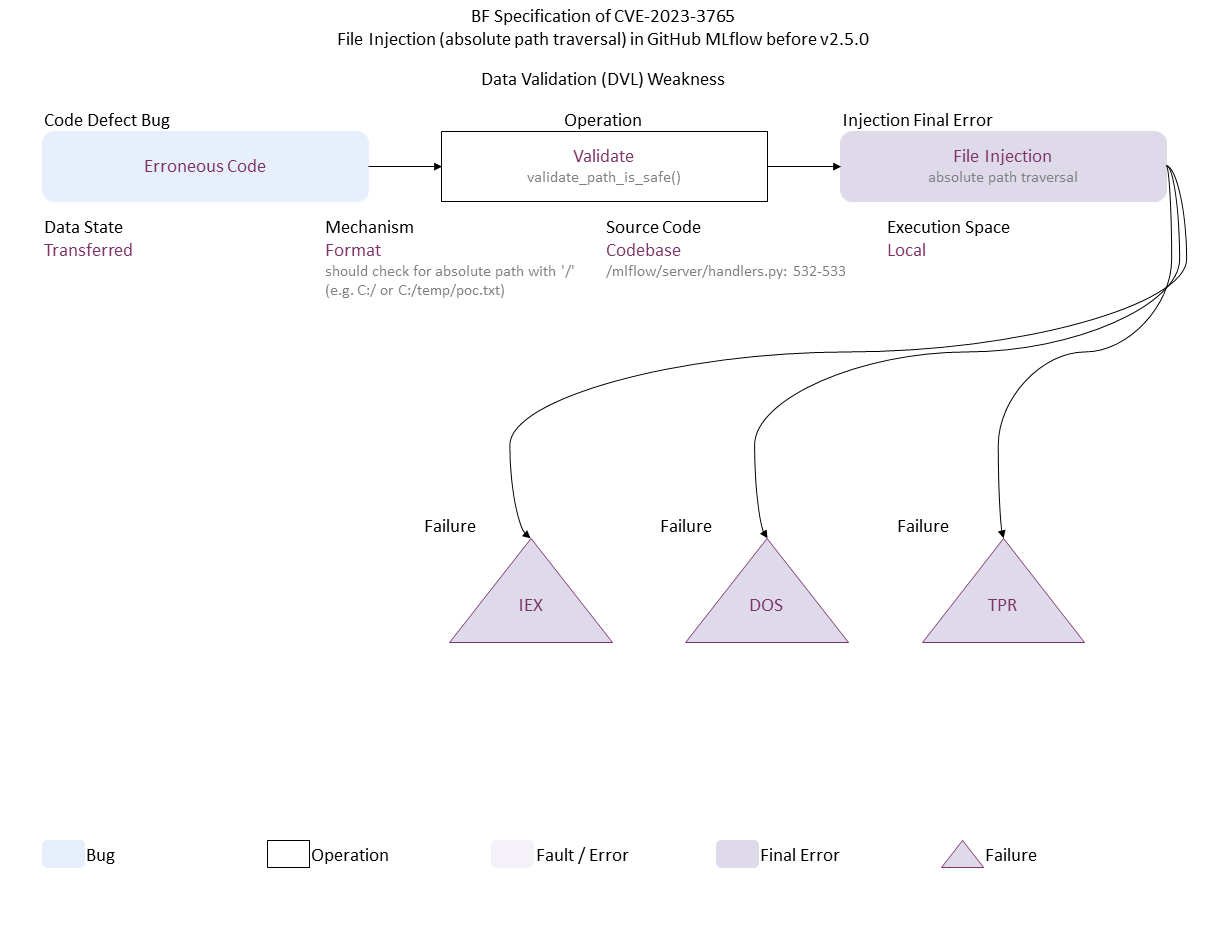 BF Specification of CVE-2023-3765
File Injection (absolute path traversal) in GitHub MLflow before v2.5.0
Data Validation (DVL) Weakness
Code Defect Bug
Operation
Injection Final Error
Erroneous Code
Validate
validate_path_is_safe()
File Injection
absolute path traversal
Data State
Transferred
Mechanism
Format
should check for absolute path with '/'
(e.g. C:/ or C:/temp/poc.txt)
Source Code
Codebase
/mlflow/server/handlers.py: 532-533
Execution Space
Local
Failure
Failure
Failure
IEX
DOS
TPR
Bug
Operation
Fault / Error
Final Error
Failure